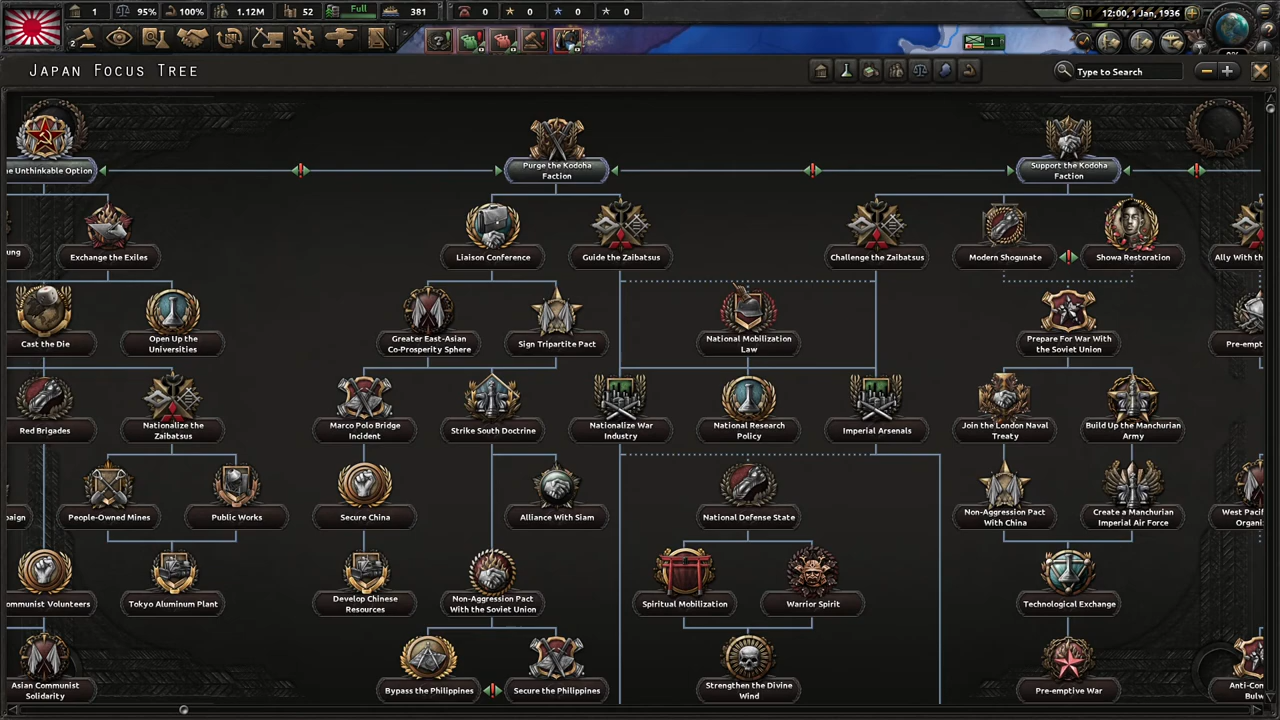 1
95%
100%
1.12M
52
Full
381
0
0
0
0
12:00, 1 Jan, 1936
2
1
0%
Japan Focus Tree
Type to Search
e Unthinkable Option
Purge the Kodoha
Faction
Support the Kodoha
Faction
ung
Exchange the Exiles
Liaison Conference
Guide the Zaibatsus
Challenge the Zaibatsus
Modern Shogunate
Showa Restoration
Ally With th
Cast the Die
Open Up the
Universities
Greater East-Asian
Co-Prosperity Sphere
Sign Tripartite Pact
National Mobilization
Law
Prepare For War With
the Soviet Union
Pre-empt
Red Brigades
Nationalize the
Zaibatsus
Marco Polo Bridge
Incident
Strike South Doctrine
Nationalize War
Industry
National Research
Policy
Imperial Arsenals
Join the London Naval
Treaty
Build Up the Manchurian
Army
paign
People-Owned Mines
Public Works
Secure China
Alliance With Siam
National Defense State
Non-Aggression Pact
With China
Create a Manchurian
Imperial Air Force
West Pacif
Organi
ommunist Volunteers
Tokyo Aluminum Plant
Develop Chinese
Resources
Non-Aggression Pact
With the Soviet Union
Spiritual Mobilization
Warrior Spirit
Technological Exchange
Asian Communist
Solidarity
Bypass the Philippines
Secure the Philippines
Strengthen the Divine
Wind
Pre-emptive War
Anti-Co
Bulw